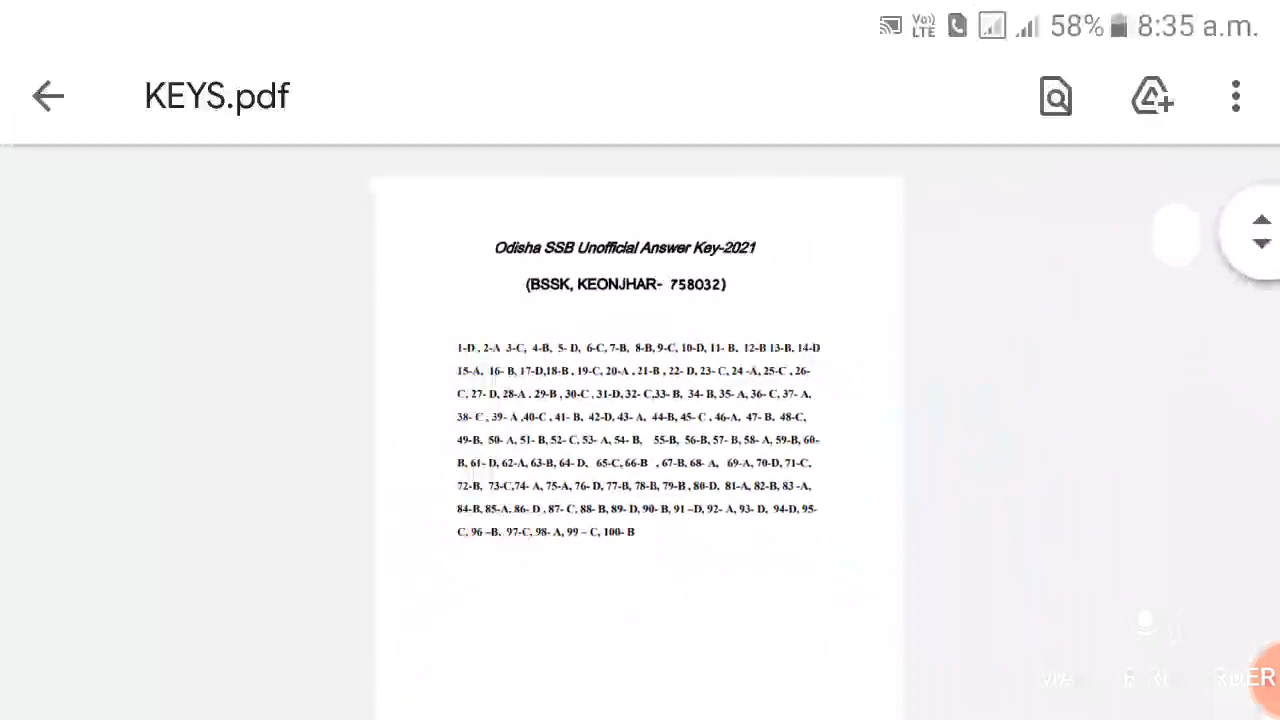 Vo)) LTE 58% 8:35 a.m.
KEYS.pdf
Odisha SSB Unofficial Answer Key-2021
(BSSK, KEONJHAR- 758032)
1-D , 2-A 3-C, 4-B, 5- D, 6-C, 7-B, 8-B, 9-C, 10-D, 11- B, 12-B 13-B, 14-D
15-A, 16- B, 17-D,18-B , 19-C, 20-A , 21-B , 22- D, 23- C, 24 -A, 25-C , 26-
C, 27- D, 28-A , 29-B , 30-C , 31-D, 32- C,33- B, 34- B, 35- A, 36- C, 37- A,
38- C , 39- A ,40-C , 41- B, 42-D, 43- A, 44-B, 45- C , 46-A, 47- B, 48-C,
49-B, 50- A, 51- B, 52- C, 53- A, 54- B, 55-B, 56-B, 57- B, 58- A, 59-B, 60-
B, 61- D, 62-A, 63-B, 64- D, 65-C, 66-B , 67-B, 68- A, 69-A, 70-D, 71-C,
72-B, 73-C,74- A, 75-A, 76- D, 77-B, 78-B, 79-B , 80-D, 81-A, 82-B, 83 -A,
84-B, 85-A, 86- D , 87- C, 88- B, 89- D, 90- B, 91 –D, 92- A, 93- D, 94-D, 95-
C, 96 –B, 97-C, 98- A, 99 – C, 100- B